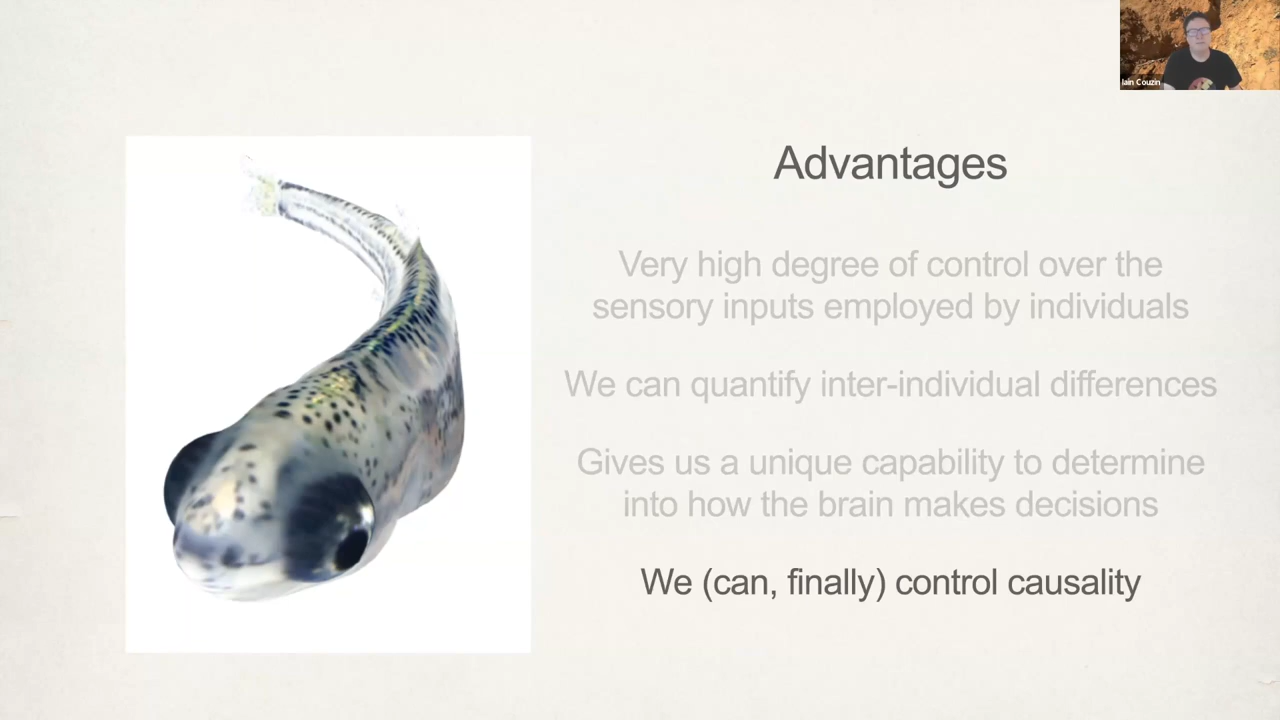 Iain Couzin
Advantages
Very high degree of control over the
sensory inputs employed by individuals
We can quantify inter-individual differences
Gives us a unique capability to determine
into how the brain makes decisions
We (can, finally) control causality